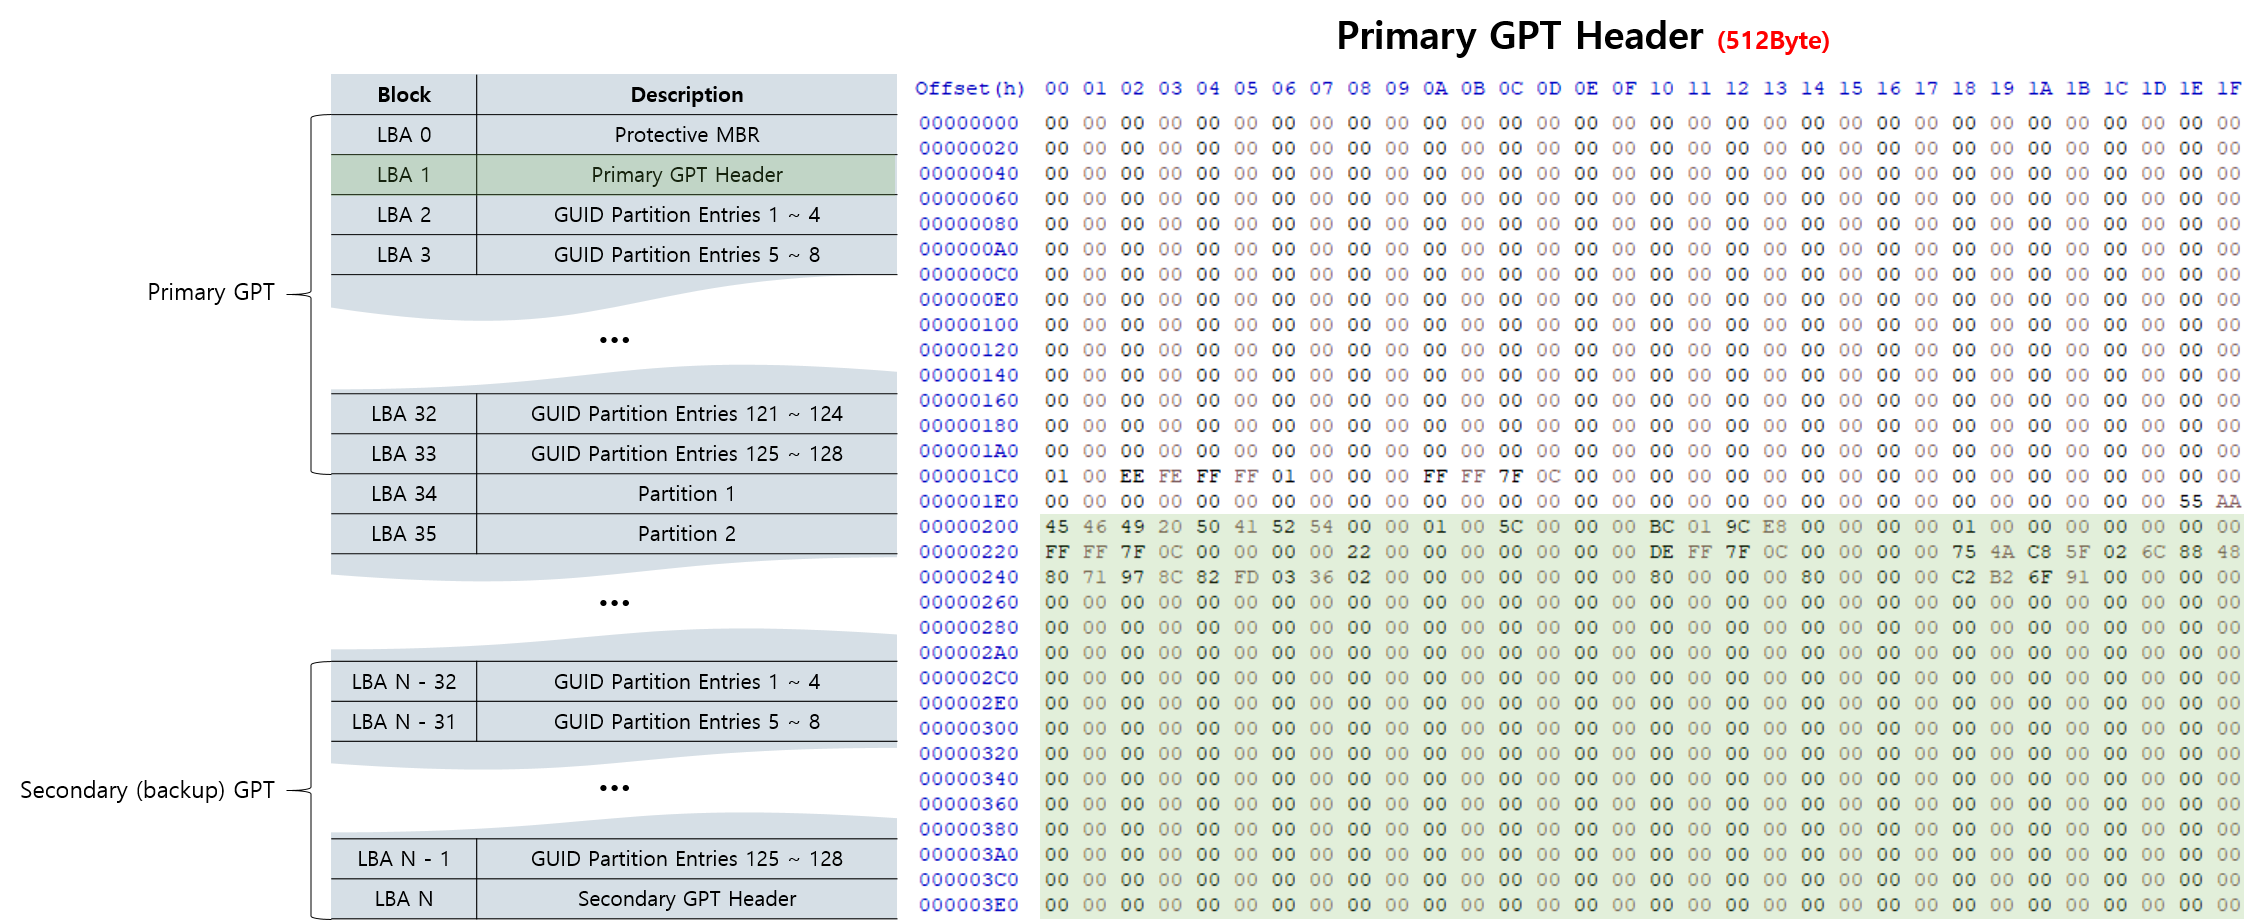 Primary GPT Header (512Byte)
Block Description
LBA 0 Protective MBR
LBA 1 Primary GPT Header
LBA 2 GUID Partition Entries 1 ~ 4
LBA 3 GUID Partition Entries 5 ~ 8
Primary GPT
...
LBA 32 GUID Partition Entries 121 ~ 124
LBA 33 GUID Partition Entries 125 ~ 128
LBA 34 Partition 1
LBA 35 Partition 2
...
LBA N - 32 GUID Partition Entries 1 ~ 4
LBA N - 31 GUID Partition Entries 5 ~ 8
Secondary (backup) GPT
...
LBA N - 1 GUID Partition Entries 125 ~ 128
LBA N Secondary GPT Header
Offset(h) 00 01 02 03 04 05 06 07 08 09 0A 0B 0C 0D 0E 0F 10 11 12 13 14 15 16 17 18 19 1A 1B 1C 1D 1E 1F
00000000 00 00 00 00 00 00 00 00 00 00 00 00 00 00 00 00 00 00 00 00 00 00 00 00 00 00 00 00 00 00 00 00
00000020 00 00 00 00 00 00 00 00 00 00 00 00 00 00 00 00 00 00 00 00 00 00 00 00 00 00 00 00 00 00 00 00
00000040 00 00 00 00 00 00 00 00 00 00 00 00 00 00 00 00 00 00 00 00 00 00 00 00 00 00 00 00 00 00 00 00
00000060 00 00 00 00 00 00 00 00 00 00 00 00 00 00 00 00 00 00 00 00 00 00 00 00 00 00 00 00 00 00 00 00
00000080 00 00 00 00 00 00 00 00 00 00 00 00 00 00 00 00 00 00 00 00 00 00 00 00 00 00 00 00 00 00 00 00
000000A0 00 00 00 00 00 00 00 00 00 00 00 00 00 00 00 00 00 00 00 00 00 00 00 00 00 00 00 00 00 00 00 00
000000C0 00 00 00 00 00 00 00 00 00 00 00 00 00 00 00 00 00 00 00 00 00 00 00 00 00 00 00 00 00 00 00 00
000000E0 00 00 00 00 00 00 00 00 00 00 00 00 00 00 00 00 00 00 00 00 00 00 00 00 00 00 00 00 00 00 00 00
00000100 00 00 00 00 00 00 00 00 00 00 00 00 00 00 00 00 00 00 00 00 00 00 00 00 00 00 00 00 00 00 00 00
00000120 00 00 00 00 00 00 00 00 00 00 00 00 00 00 00 00 00 00 00 00 00 00 00 00 00 00 00 00 00 00 00 00
00000140 00 00 00 00 00 00 00 00 00 00 00 00 00 00 00 00 00 00 00 00 00 00 00 00 00 00 00 00 00 00 00 00
00000160 00 00 00 00 00 00 00 00 00 00 00 00 00 00 00 00 00 00 00 00 00 00 00 00 00 00 00 00 00 00 00 00
00000180 00 00 00 00 00 00 00 00 00 00 00 00 00 00 00 00 00 00 00 00 00 00 00 00 00 00 00 00 00 00 00 00
000001A0 00 00 00 00 00 00 00 00 00 00 00 00 00 00 00 00 00 00 00 00 00 00 00 00 00 00 00 00 00 00 00 00
000001C0 01 00 EE FE FF FF 01 00 00 00 FF FF 7F 0C 00 00 00 00 00 00 00 00 00 00 00 00 00 00 00 00 00 00
000001E0 00 00 00 00 00 00 00 00 00 00 00 00 00 00 00 00 00 00 00 00 00 00 00 00 00 00 00 00 00 00 55 AA
00000200 45 46 49 20 50 41 52 54 00 00 01 00 5C 00 00 00 BC 01 9C E8 00 00 00 00 01 00 00 00 00 00 00 00
00000220 FF FF 7F 0C 00 00 00 00 22 00 00 00 00 00 00 00 DE FF 7F 0C 00 00 00 00 75 4A C8 5F 02 6C 88 48
00000240 80 71 97 8C 82 FD 03 36 02 00 00 00 00 00 00 00 80 00 00 00 80 00 00 00 C2 B2 6F 91 00 00 00 00
00000260 00 00 00 00 00 00 00 00 00 00 00 00 00 00 00 00 00 00 00 00 00 00 00 00 00 00 00 00 00 00 00 00
00000280 00 00 00 00 00 00 00 00 00 00 00 00 00 00 00 00 00 00 00 00 00 00 00 00 00 00 00 00 00 00 00 00
000002A0 00 00 00 00 00 00 00 00 00 00 00 00 00 00 00 00 00 00 00 00 00 00 00 00 00 00 00 00 00 00 00 00
000002C0 00 00 00 00 00 00 00 00 00 00 00 00 00 00 00 00 00 00 00 00 00 00 00 00 00 00 00 00 00 00 00 00
000002E0 00 00 00 00 00 00 00 00 00 00 00 00 00 00 00 00 00 00 00 00 00 00 00 00 00 00 00 00 00 00 00 00
00000300 00 00 00 00 00 00 00 00 00 00 00 00 00 00 00 00 00 00 00 00 00 00 00 00 00 00 00 00 00 00 00 00
00000320 00 00 00 00 00 00 00 00 00 00 00 00 00 00 00 00 00 00 00 00 00 00 00 00 00 00 00 00 00 00 00 00
00000340 00 00 00 00 00 00 00 00 00 00 00 00 00 00 00 00 00 00 00 00 00 00 00 00 00 00 00 00 00 00 00 00
00000360 00 00 00 00 00 00 00 00 00 00 00 00 00 00 00 00 00 00 00 00 00 00 00 00 00 00 00 00 00 00 00 00
00000380 00 00 00 00 00 00 00 00 00 00 00 00 00 00 00 00 00 00 00 00 00 00 00 00 00 00 00 00 00 00 00 00
000003A0 00 00 00 00 00 00 00 00 00 00 00 00 00 00 00 00 00 00 00 00 00 00 00 00 00 00 00 00 00 00 00 00
000003C0 00 00 00 00 00 00 00 00 00 00 00 00 00 00 00 00 00 00 00 00 00 00 00 00 00 00 00 00 00 00 00 00
000003E0 00 00 00 00 00 00 00 00 00 00 00 00 00 00 00 00 00 00 00 00 00 00 00 00 00 00 00 00 00 00 00 00